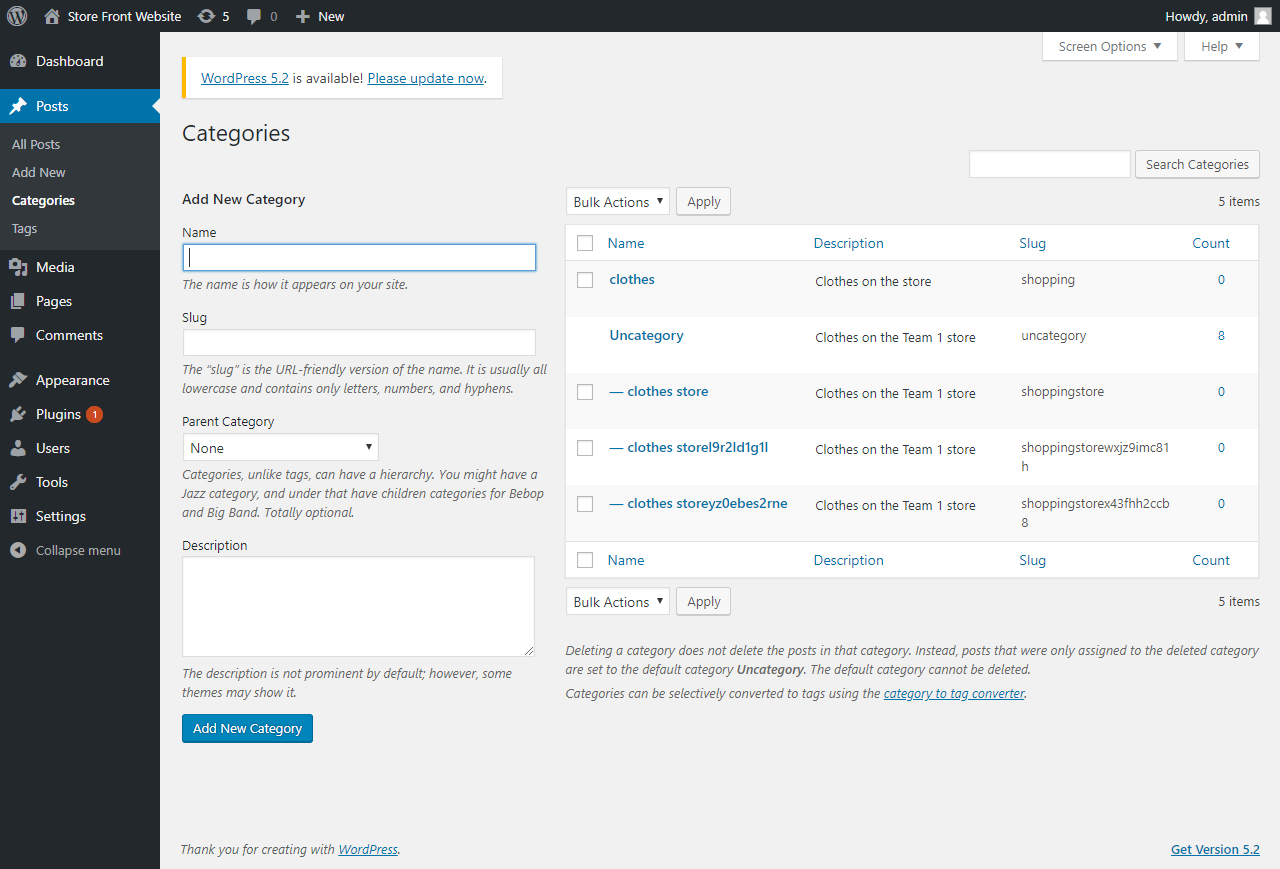 Store Front Website 5 0 New Howdy, admin
Dashboard
Posts
All Posts
Add New
Categories
Tags
Media
Pages
Comments
Appearance
Plugins 1
Users
Tools
Settings
Collapse menu
Screen Options Help
WordPress 5.2 is available! Please update now.
Categories
Search Categories
Add New Category
Name
The name is how it appears on your site.
Slug
The “slug” is the URL-friendly version of the name. It is usually all
lowercase and contains only letters, numbers, and hyphens.
Parent Category
None
Categories, unlike tags, can have a hierarchy. You might have a
Jazz category, and under that have children categories for Bebop
and Big Band. Totally optional.
Description
The description is not prominent by default; however, some
themes may show it.
Add New Category
Bulk Actions Apply 5 items
Name Description Slug Count
clothes Clothes on the store shopping 0
Uncategory Clothes on the Team 1 store uncategory 8
— clothes store Clothes on the Team 1 store shoppingstore 0
— clothes storel9r2ld1g1l Clothes on the Team 1 store shoppingstorewxjz9imc81 0
h
— clothes storeyz0ebes2rne Clothes on the Team 1 store shoppingstorex43fhh2ccb 0
8
Name Description Slug Count
Bulk Actions Apply 5 items
Deleting a category does not delete the posts in that category. Instead, posts that were only assigned to the deleted category
are set to the default category Uncategory. The default category cannot be deleted.
Categories can be selectively converted to tags using the category to tag converter.
Thank you for creating with WordPress. Get Version 5.2